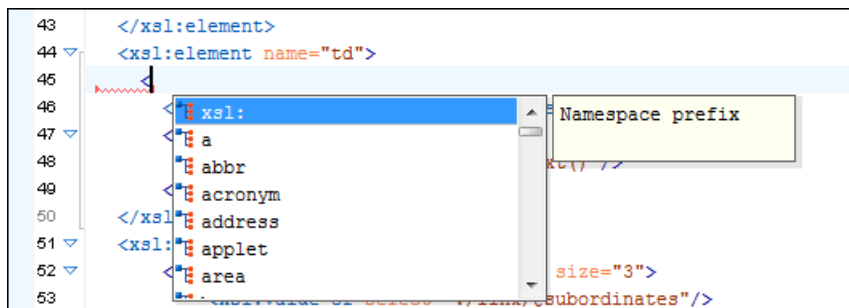 43 </xsl:element>
44 <xsl:element name="td">
45 <
46 <
xsl:
Namespace prefix
47 <
a
48
abbr
xt()"/>
49 <
acronym
50 </xsl
address
51 <xsl:
applet
52 <
area
size="3">
53
subordinates"/>